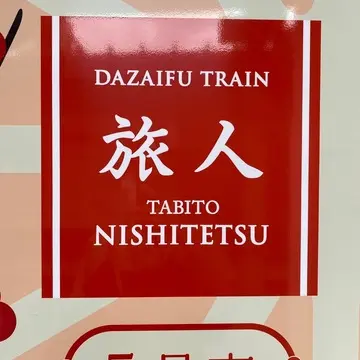 DAZAIFU TRAIN
旅人
TABITO
NISHITETSU